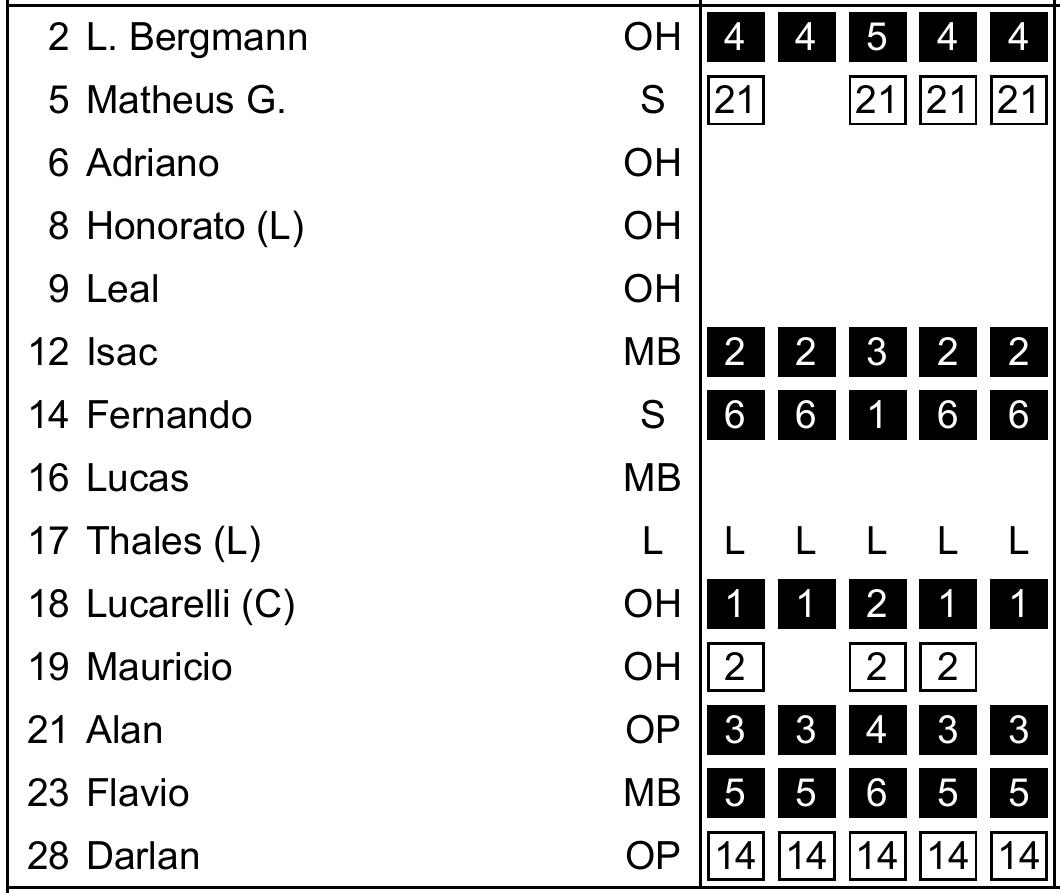 2 L. Bergmann OH 4 4 5 4 4
5 Matheus G. S 21 21 21 21
6 Adriano OH
8 Honorato (L) OH
9 Leal OH
12 Isac MB 2 2 3 2 2
14 Fernando S 6 6 1 6 6
16 Lucas MB
17 Thales (L) L L L L L L
18 Lucarelli (C) OH 1 1 2 1 1
19 Mauricio OH 2 2 2
21 Alan OP 3 3 4 3 3
23 Flavio MB 5 5 6 5 5
28 Darlan OP 14 14 14 14 14